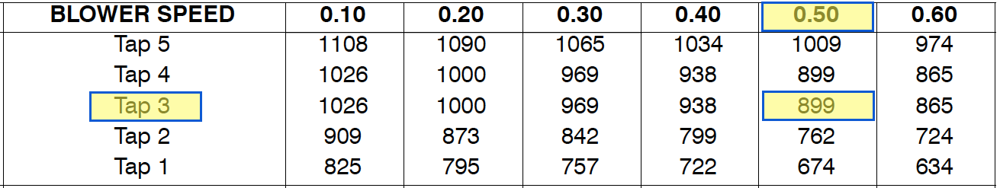 BLOWER SPEED 0.10 0.20 0.30 0.40 0.50 0.60
Tap 5 1108 1090 1065 1034 1009 974
Tap 4 1026 1000 969 938 899 865
Tap 3 1026 1000 969 938 899 865
Tap 2 909 873 842 799 762 724
Tap 1 825 795 757 722 674 634